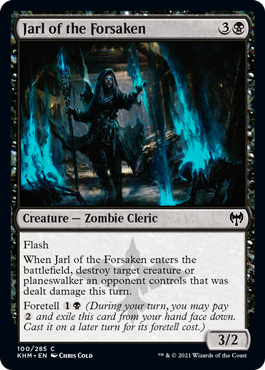 Jarl of the Forsaken 3
Creature — Zombie Cleric
Flash
When Jarl of the Forsaken enters the
battlefield, destroy target creature or
planeswalker an opponent controls that was
dealt damage this turn.
Foretell 1 (During your turn, you may pay
2 and exile this card from your hand face down.
Cast it on a later turn for its foretell cost.)
3/2
100/285 C
KHM • EN Chris Cold
™ & © 2021 Wizards of the Coast